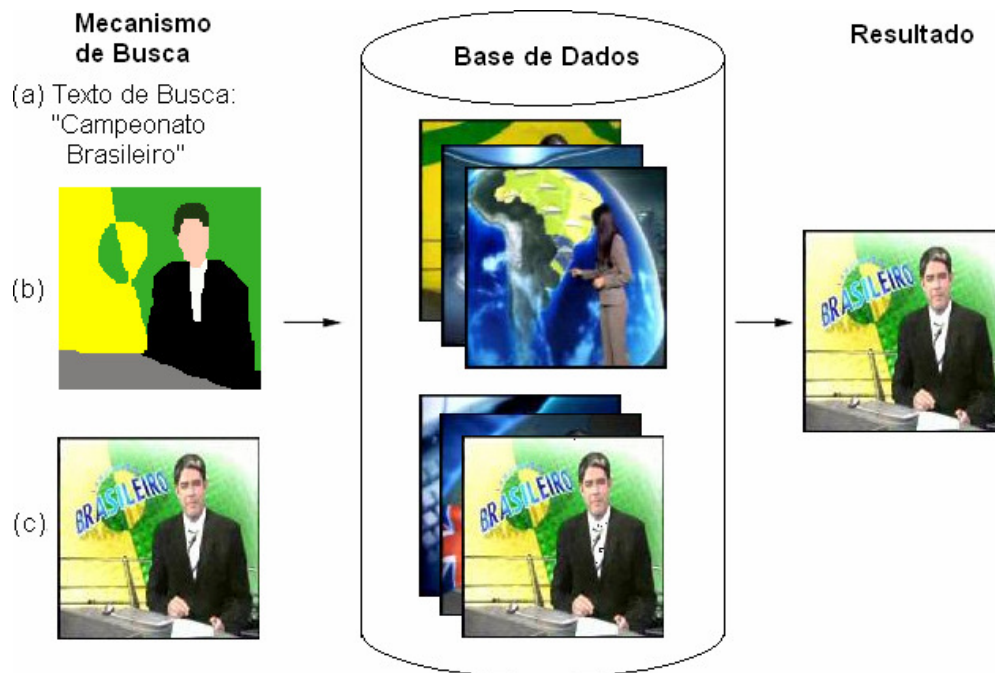 Mecanismo
de Busca
Base de Dados
Resultado
(a) Texto de Busca:
"Campeonato
Brasileiro"
(b)
(c)
BRASILEIRO
BRASILEIRO
BRASILEIRO